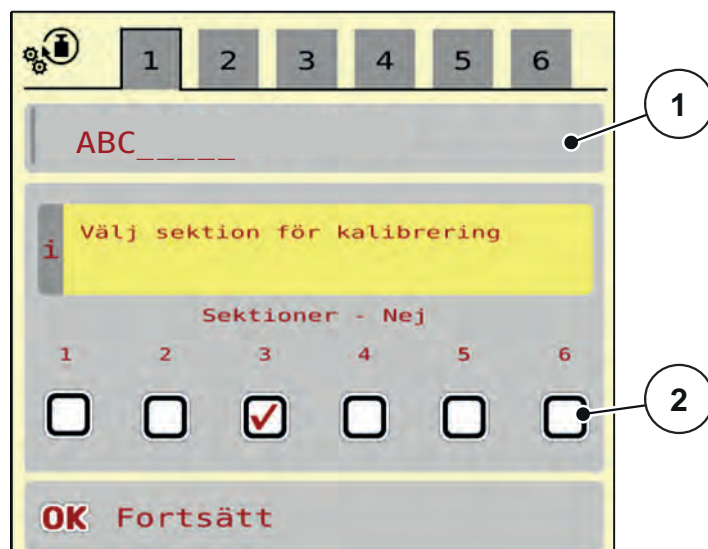 1 2 3 4 5 6
1
ABC_____
i Välj sektion för kalibrering
Sektioner - Nej
1 2 3 4 5 6
2
OK Fortsätt